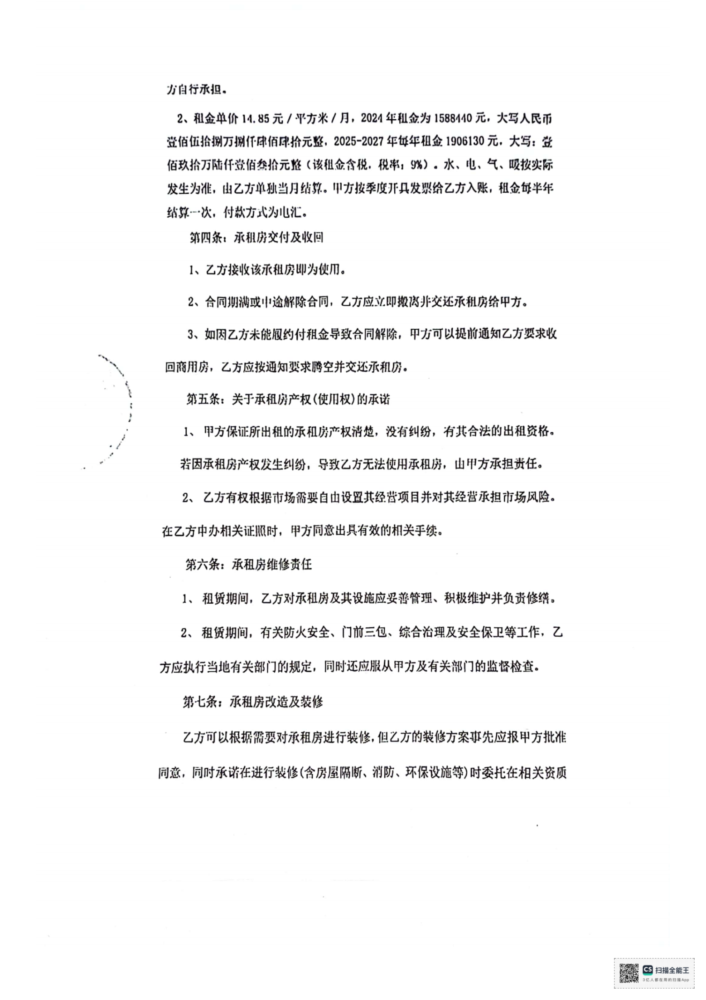 方自行承担。
2、租金单价 14.85 元 / 平方米 / 月，2024 年租金为 1588440 元，大写人民币
壹佰伍拾捌万捌仟肆佰肆拾元整，2025-2027 年每年租金 1906130 元，大写：壹
佰玖拾万陆仟壹佰叁拾元整（该租金含税，税率：9%）。水、电、气、暖按实际
发生为准，由乙方单独当月结算。甲方按季度开具发票给乙方入账，租金每半年
结算一次，付款方式为电汇。
第四条：承租房交付及收回
1、乙方接收该承租房即为使用。
2、合同期满或中途解除合同，乙方应立即搬离并交还承租房给甲方。
3、如因乙方未能履约付租金导致合同解除，甲方可以提前通知乙方要求收
回商用房，乙方应按通知要求腾空并交还承租房。
第五条：关于承租房产权(使用权)的承诺
1、 甲方保证所出租的承租房产权清楚，没有纠纷，有其合法的出租资格。
若因承租房产权发生纠纷，导致乙方无法使用承租房，由甲方承担责任。
2、 乙方有权根据市场需要自由设置其经营项目并对其经营承担市场风险。
在乙方申办相关证照时，甲方同意出具有效的相关手续。
第六条：承租房维修责任
1、 租赁期间，乙方对承租房及其设施应妥善管理、积极维护并负责修缮。
2、 租赁期间，有关防火安全、门前三包、综合治理及安全保卫等工作，乙
方应执行当地有关部门的规定，同时还应服从甲方及有关部门的监督检查。
第七条：承租房改造及装修
乙方可以根据需要对承租房进行装修,但乙方的装修方案事先应报甲方批准
同意，同时承诺在进行装修(含房屋隔断、消防、环保设施等)时委托在相关资质
CS 扫描全能王
3亿人都在用的扫描App